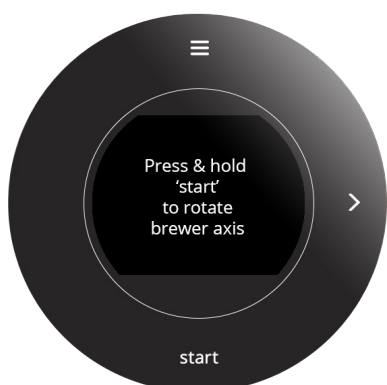 Press & hold
‘start’
to rotate
brewer axis
start